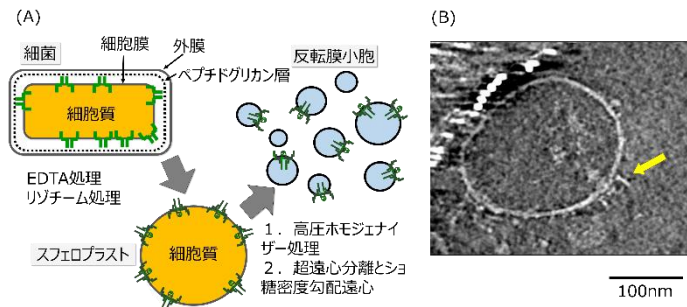 (A)
細菌
細胞膜
外膜
ペプチドグリカン層
細胞質
反転膜小胞
EDTA処理
リゾチーム処理
スフェロプラスト
細胞質
1. 高圧ホモジェナイ
ザー処理
2. 超遠心分離とショ
糖密度勾配遠心
(B)
100nm